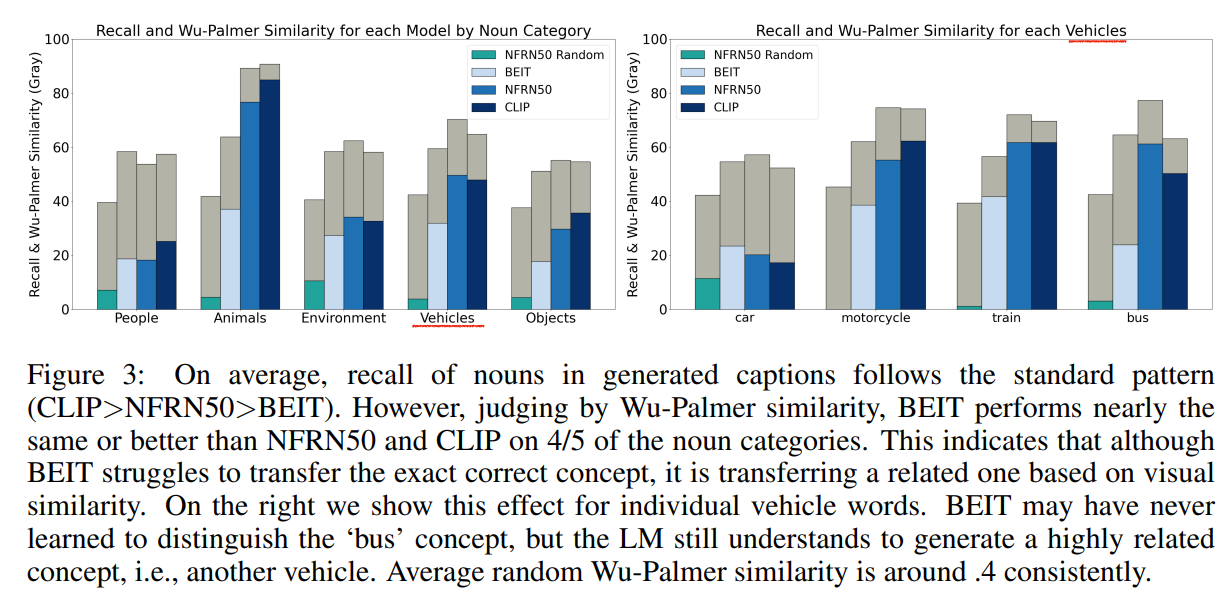 Recall and Wu-Palmer Similarity for each Model by Noun Category
Recall & Wu-Palmer Similarity (Gray)
100
80
60
40
20
0
NFRN50 Random
BEIT
NFRN50
CLIP
People Animals Environment Vehicles Objects
Recall and Wu-Palmer Similarity for each Vehicles
Recall & Wu-Palmer Similarity (Gray)
100
80
60
40
20
0
NFRN50 Random
BEIT
NFRN50
CLIP
car motorcycle train bus
Figure 3: On average, recall of nouns in generated captions follows the standard pattern
(CLIP>NFRN50>BEIT). However, judging by Wu-Palmer similarity, BEIT performs nearly the
same or better than NFRN50 and CLIP on 4/5 of the noun categories. This indicates that although
BEIT struggles to transfer the exact correct concept, it is transferring a related one based on visual
similarity. On the right we show this effect for individual vehicle words. BEIT may have never
learned to distinguish the ‘bus’ concept, but the LM still understands to generate a highly related
concept, i.e., another vehicle. Average random Wu-Palmer similarity is around .4 consistently.